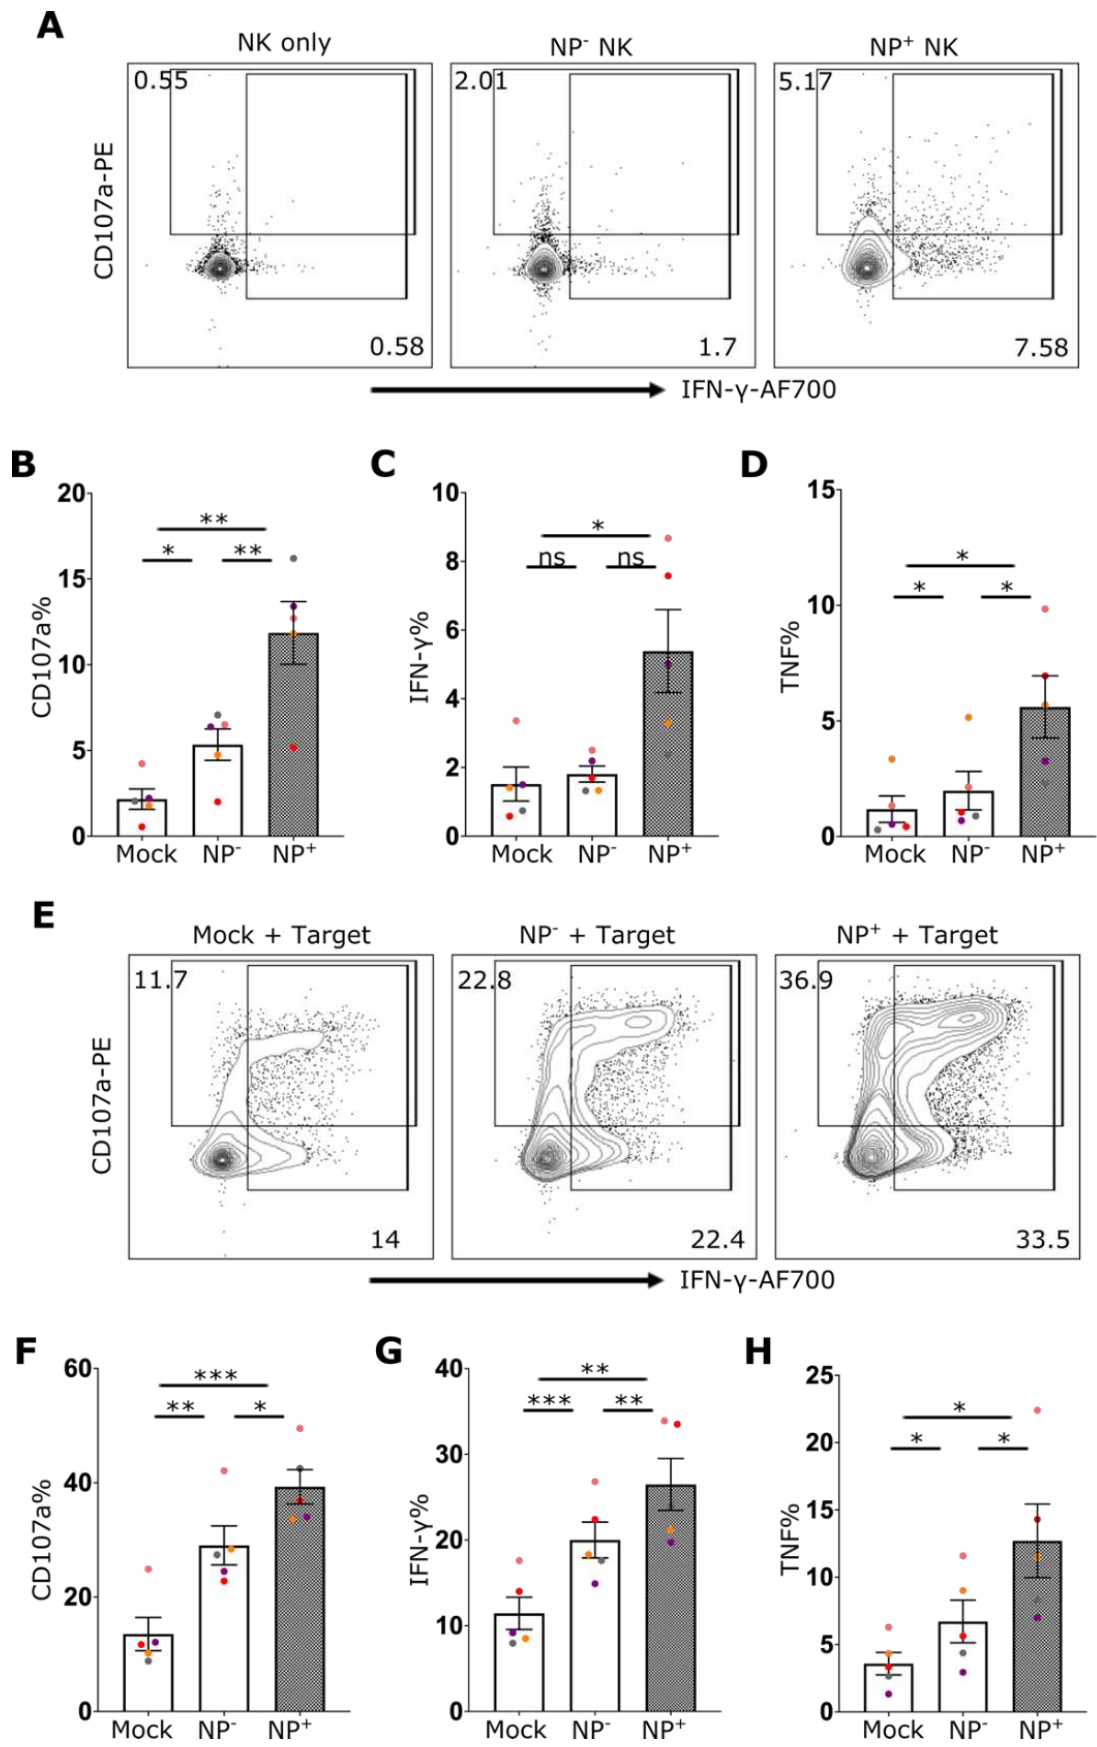 A
NK only
NP⁻ NK
NP⁺ NK
0.55
2.01
5.17
CD107a-PE
0.58
1.7
7.58
IFN-γ-AF700
B
C
D
CD107a%
20
15
10
5
0
**
*
**
Mock
NP⁻
NP⁺
IFN-γ%
10
8
6
4
2
0
*
ns
ns
Mock
NP⁻
NP⁺
TNF%
15
10
5
0
*
*
*
Mock
NP⁻
NP⁺
E
Mock + Target
NP⁻ + Target
NP⁺ + Target
11.7
22.8
36.9
CD107a-PE
14
22.4
33.5
IFN-γ-AF700
F
G
H
CD107a%
60
40
20
0
***
**
*
Mock
NP⁻
NP⁺
IFN-γ%
40
30
20
10
0
**
***
**
Mock
NP⁻
NP⁺
TNF%
25
20
15
10
5
0
*
*
*
Mock
NP⁻
NP⁺